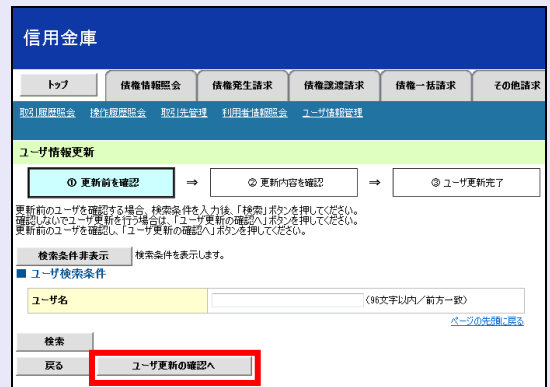 信用金庫
トップ 債権情報照会 債権発生請求 債権譲渡請求 債権一括請求 その他請求
取引履歴照会 操作履歴照会 取引先管理 利用者情報照会 ユーザ情報管理
ユーザ情報更新
① 更新前を確認 ⇒ ② 更新内容を確認 ⇒ ③ ユーザ更新完了
更新前のユーザを確認する場合、検索条件を入力後、「検索」ボタンを押してください。
確認しないでユーザ更新を行う場合は、「ユーザ更新の確認へ」ボタンを押してください。
更新前のユーザを確認し、「ユーザ更新の確認へ」ボタンを押してください。
検索条件非表示 検索条件を表示します。
■ ユーザ検索条件
ユーザ名 (96文字以内／前方一致)
ページの先頭に戻る
検索
戻る ユーザ更新の確認へ